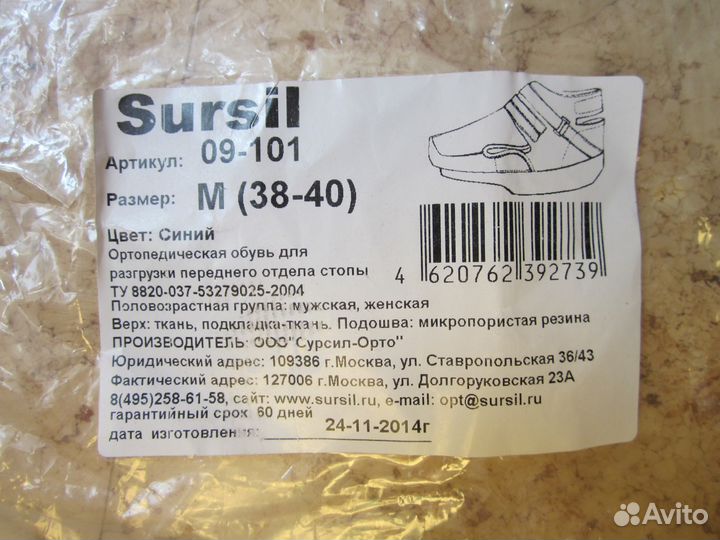 Sursil
Артикул: 09-101
Размер: M (38-40)
Цвет: Синий
Ортопедическая обувь для
разгрузки переднего отдела стопы
ТУ 8820-037-53279025-2004
4 620762 392739
Половозрастная группа: мужская, женская
Верх: ткань, подкладка-ткань. Подошва: микропористая резина
ПРОИЗВОДИТЕЛЬ: ООО"Сурсил-Орто"
Юридический адрес: 109386 г.Москва, ул. Ставропольская 36/43
Фактический адрес: 127006 г.Москва, ул. Долгоруковская 23А
8(495)258-61-58, сайт: www.sursil.ru, e-mail: opt@sursil.ru
гарантийный срок 60 дней
дата изготовления: 24-11-2014г
Avito